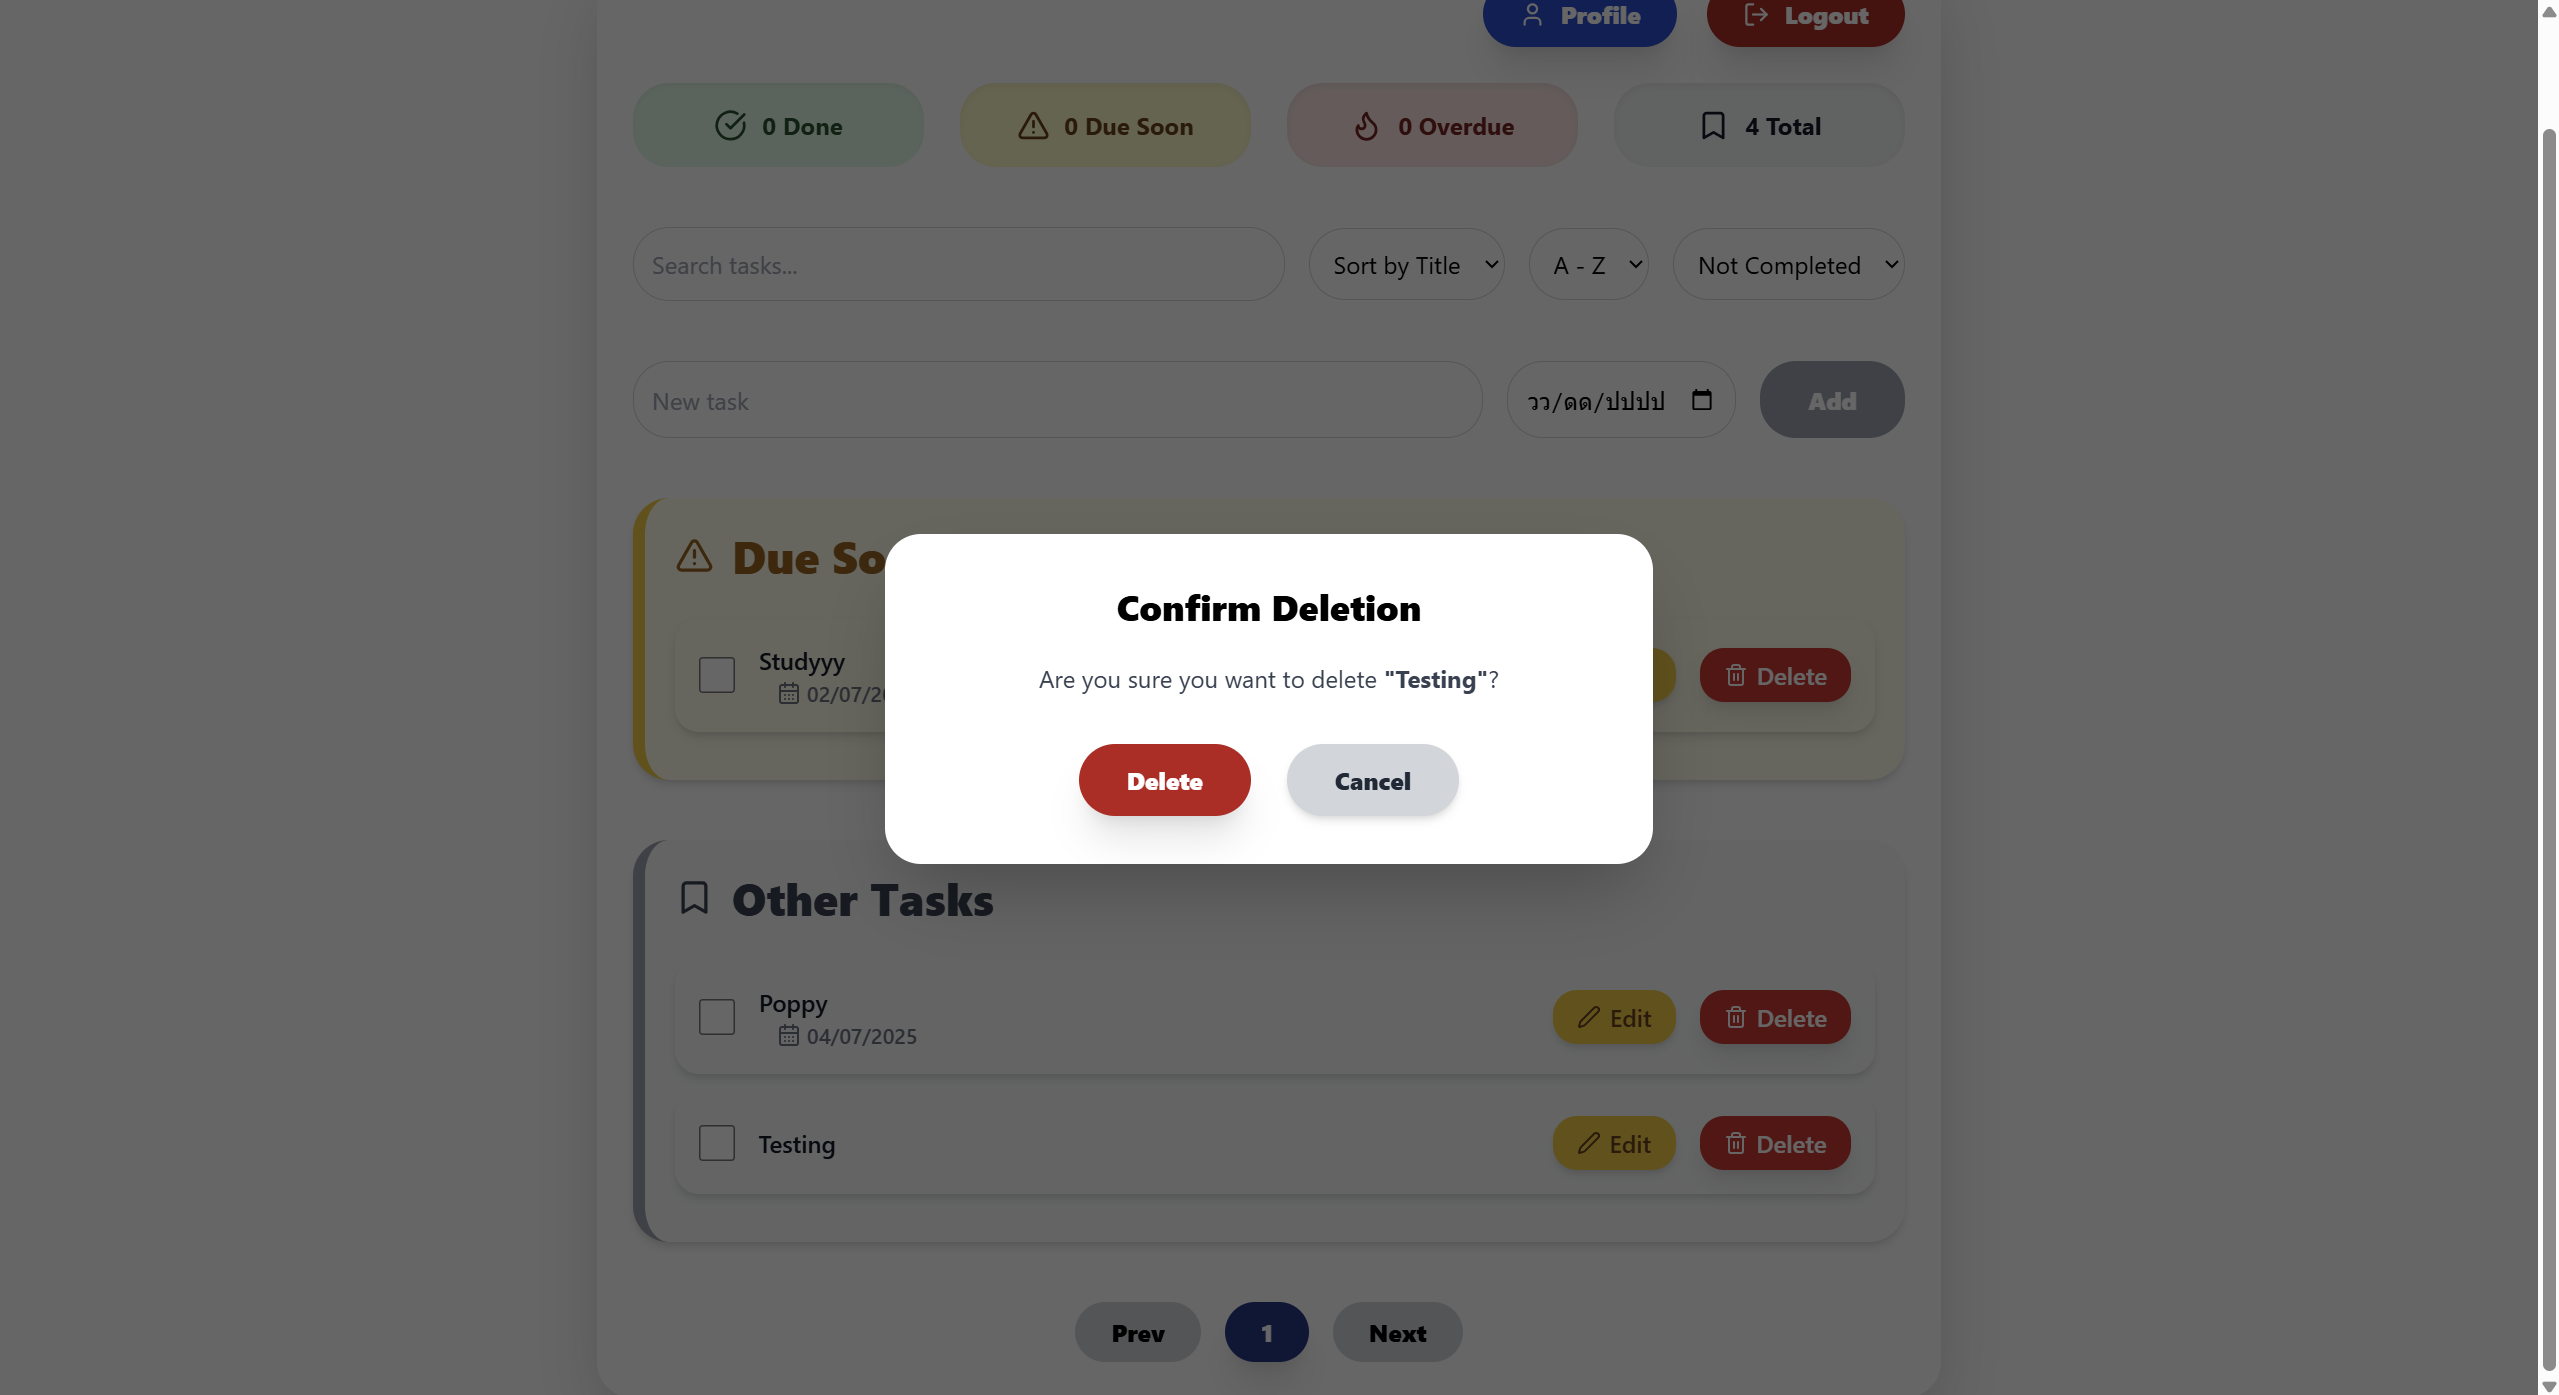 Profile
Logout
0 Done
0 Due Soon
0 Overdue
4 Total
Search tasks...
Sort by Title
A - Z
Not Completed
New task
วว/ดด/ปปปป
Add
Due So
Studyyy
02/07/2
Delete
Confirm Deletion
Are you sure you want to delete "Testing"?
Delete
Cancel
Other Tasks
Poppy
04/07/2025
Edit
Delete
Testing
Edit
Delete
Prev
1
Next